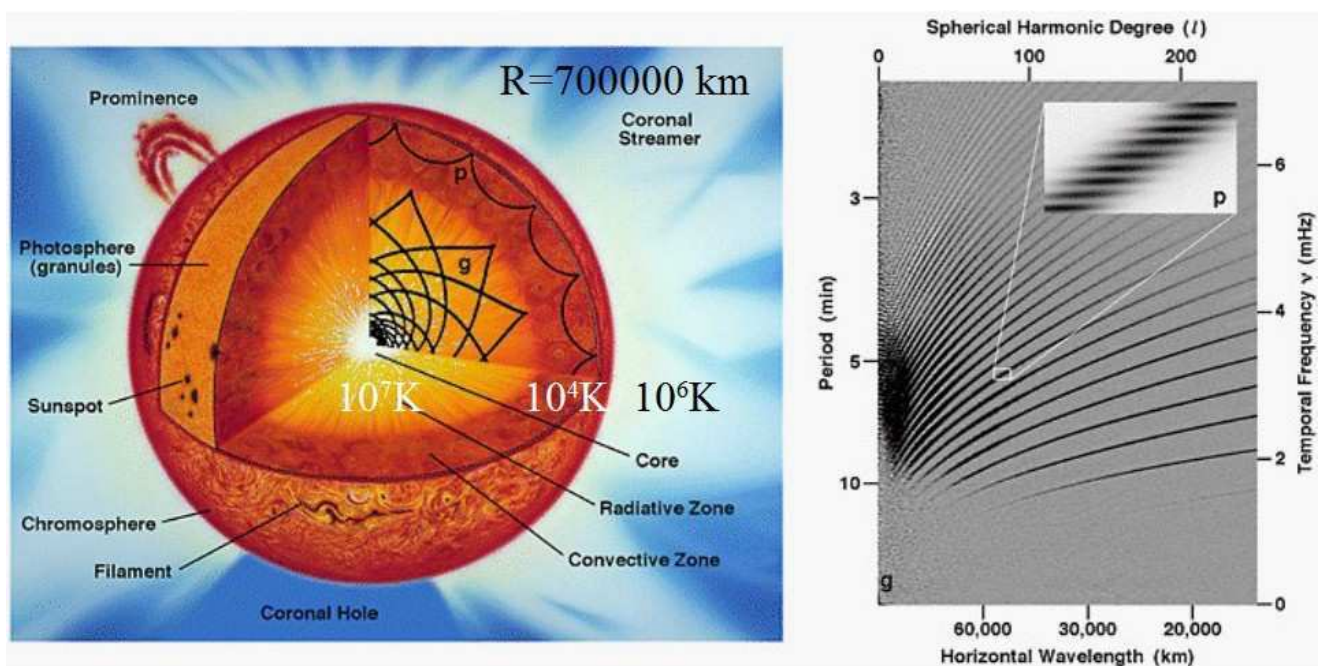 R=700000 km
Prominence
Coronal
Streamer
p
Photosphere
(granules)
g
Sunspot
10⁷K
10⁴K
10⁶K
Core
Radiative Zone
Chromosphere
Convective Zone
Filament
Coronal Hole
Spherical Harmonic Degree (l)
0
100
200
p
Period (min)
3
5
10
6
4
2
0
Temporal Frequency ν (mHz)
g
60,000
30,000
20,000
Horizontal Wavelength (km)